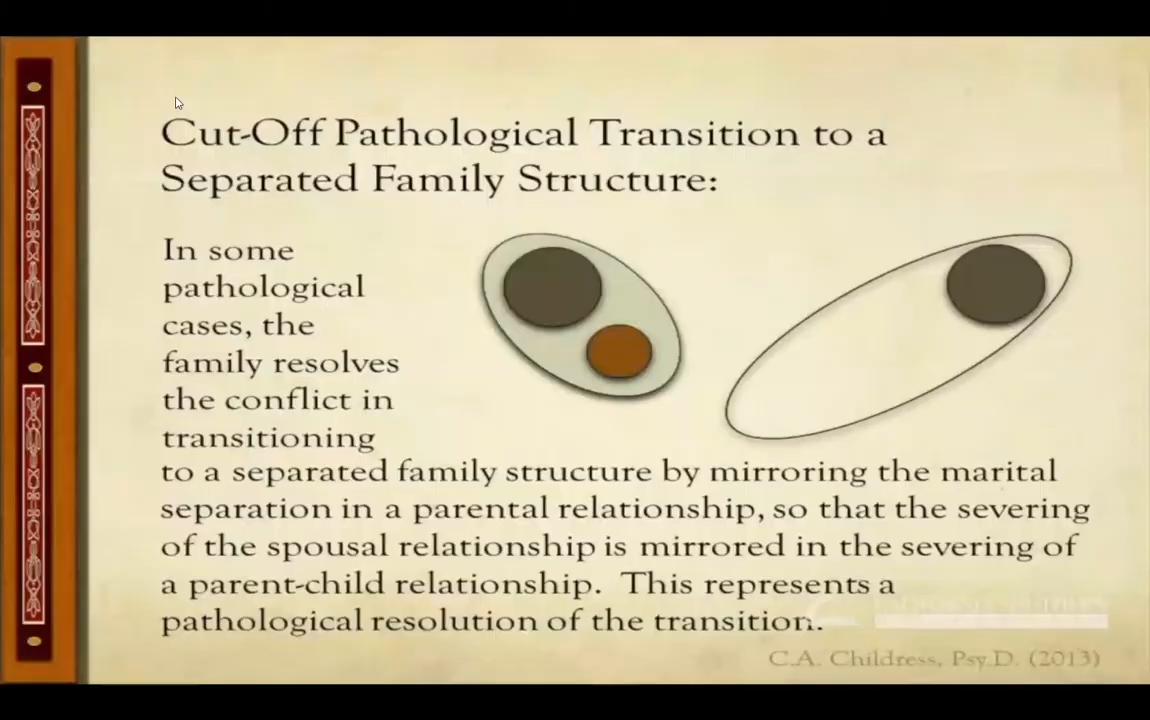 Cut-Off Pathological Transition to a
Separated Family Structure:
In some
pathological
cases, the
family resolves
the conflict in
transitioning
to a separated family structure by mirroring the marital
separation in a parental relationship, so that the severing
of the spousal relationship is mirrored in the severing of
a parent-child relationship.  This represents a
pathological resolution of the transition.
C.A. Childress, Psy.D. (2013)